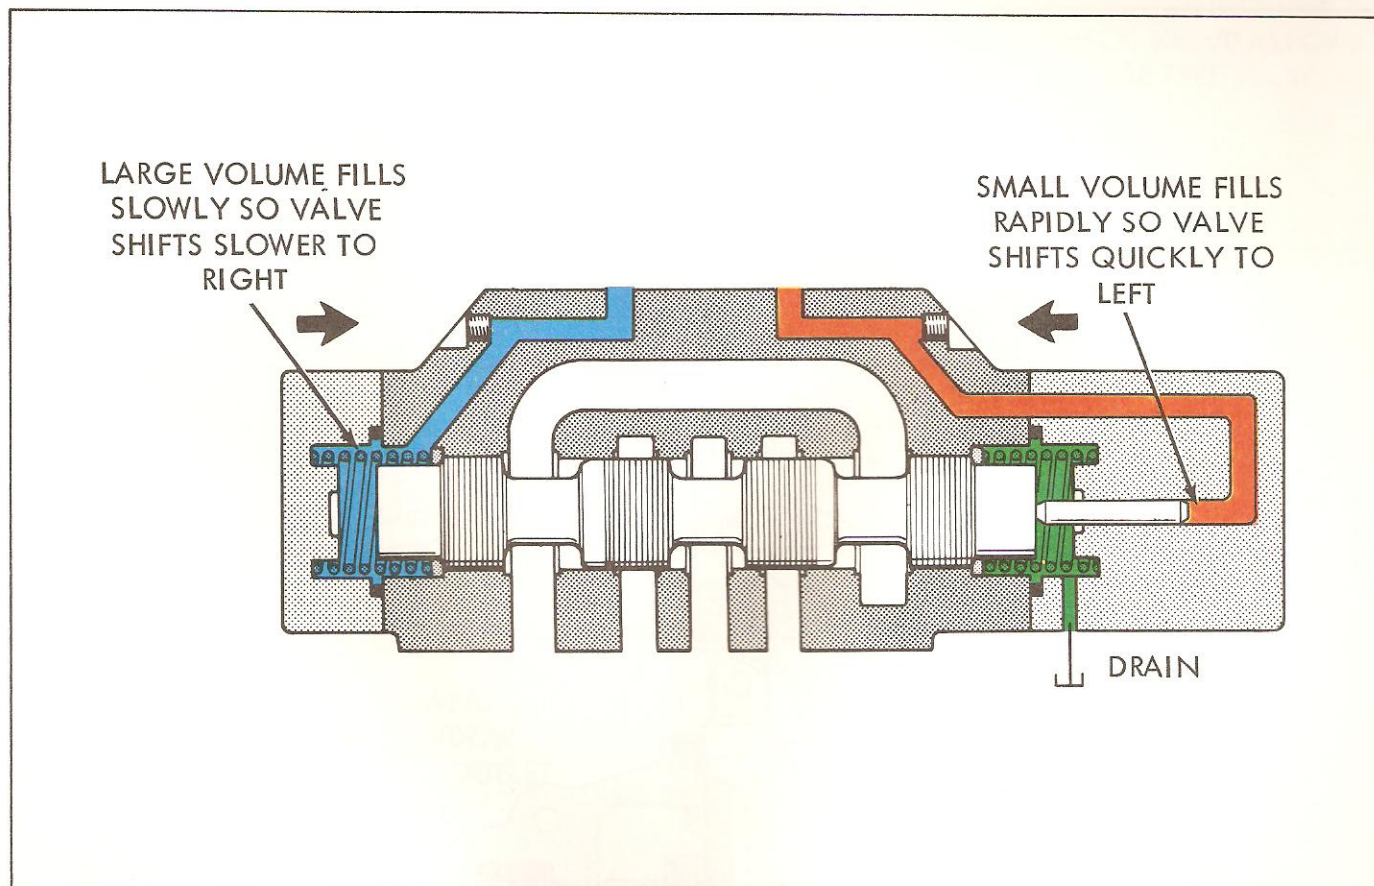 LARGE VOLUME FILLS
SLOWLY SO VALVE
SHIFTS SLOWER TO
RIGHT
SMALL VOLUME FILLS
RAPIDLY SO VALVE
SHIFTS QUICKLY TO
LEFT
DRAIN